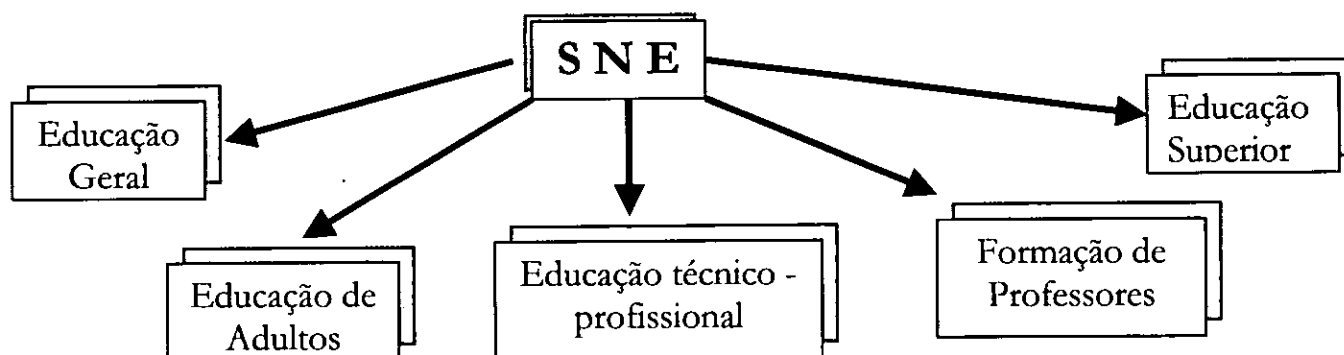 S N E
Educação
Geral
Educação
Superior
Educação de
Adultos
Educação técnico -
profissional
Formação de
Professores